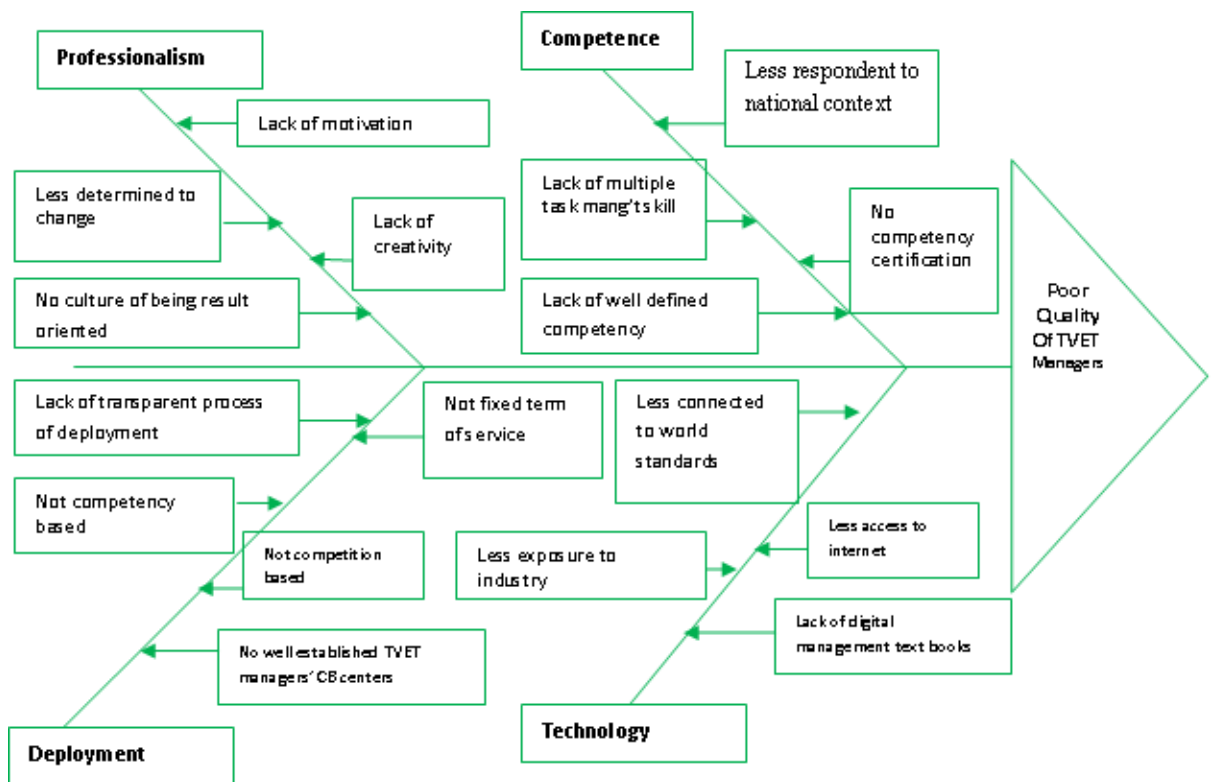 Professionalism
Competence
Less respondent to
national context
Lack of motivation
Less determined to
change
Lack of
creativity
Lack of multiple
task mang't skill
No
competency
certification
No culture of being result
oriented
Lack of well defined
competency
Poor
Quality
Of TVET
Managers
Lack of transparent process
of deployment
Not fixed term
of service
Less connected
to world
standards
Not competency
based
Not competition
based
Less exposure to
industry
Less access to
internet
No well established TVET
managers' CB centers
Lack of digital
management text books
Deployment
Technology